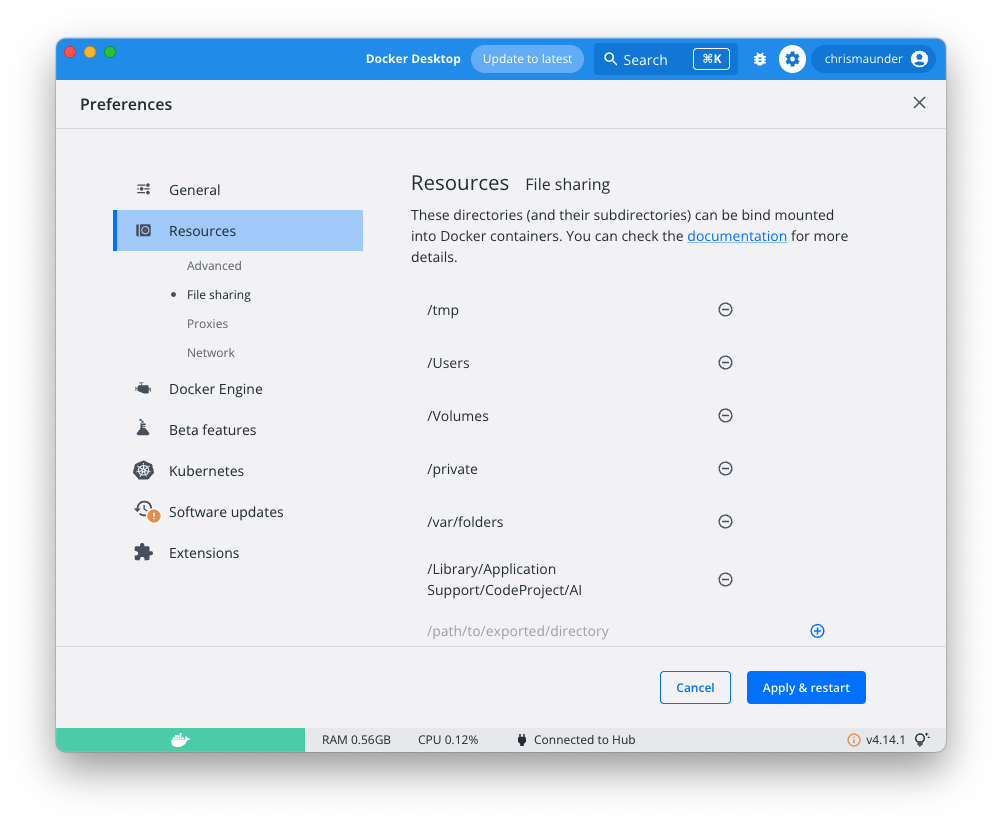 Docker Desktop Update to latest Search ⌘K chrismaunder
Preferences
General
Resources
Advanced
File sharing
Proxies
Network
Docker Engine
Beta features
Kubernetes
Software updates
Extensions
Resources File sharing
These directories (and their subdirectories) can be bind mounted
into Docker containers. You can check the documentation for more
details.
/tmp
/Users
/Volumes
/private
/var/folders
/Library/Application
Support/CodeProject/AI
/path/to/exported/directory
Cancel Apply & restart
RAM 0.56GB CPU 0.12% Connected to Hub v4.14.1